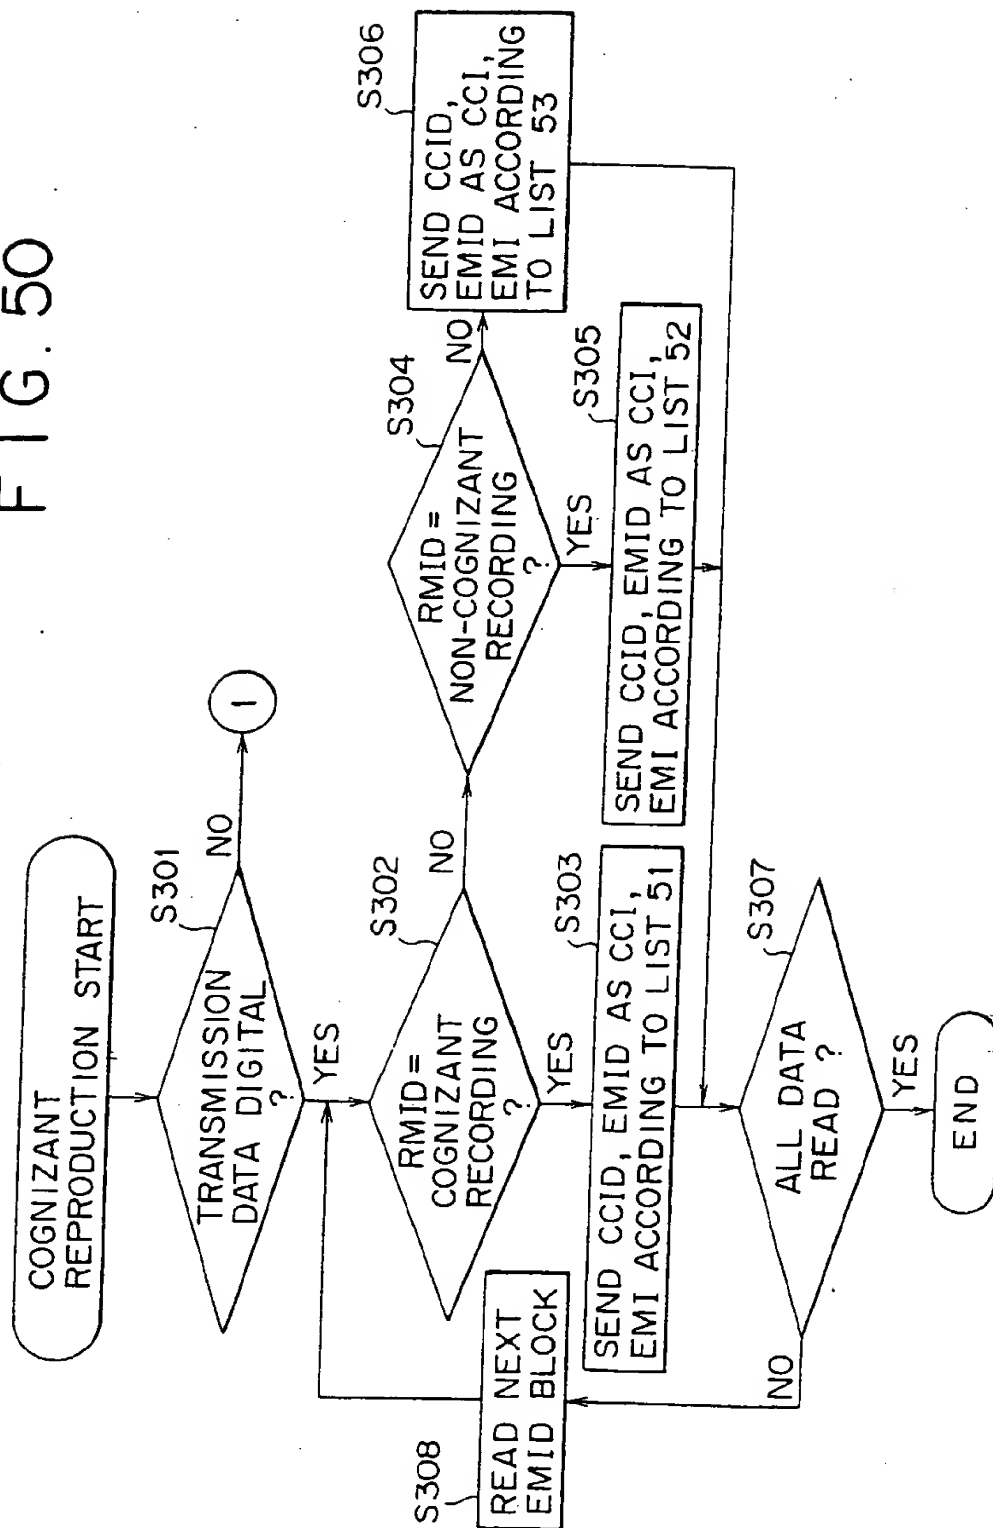 FIG. 50
COGNIZANT
REPRODUCTION START
S301
TRANSMISSION
DATA DIGITAL
?
NO
1
YES
S302
RMID=
COGNIZANT
RECORDING
?
NO
YES
S304
RMID=
NON-COGNIZANT
RECORDING
?
NO
YES
S306
SEND CCID,
EMID AS CCI,
EMI ACCORDING
TO LIST 53
S303
SEND CCID, EMID AS CCI,
EMI ACCORDING TO LIST 51
S305
SEND CCID, EMID AS CCI,
EMI ACCORDING TO LIST 52
S308
READ NEXT
EMID BLOCK
S307
ALL DATA
READ ?
NO
YES
END